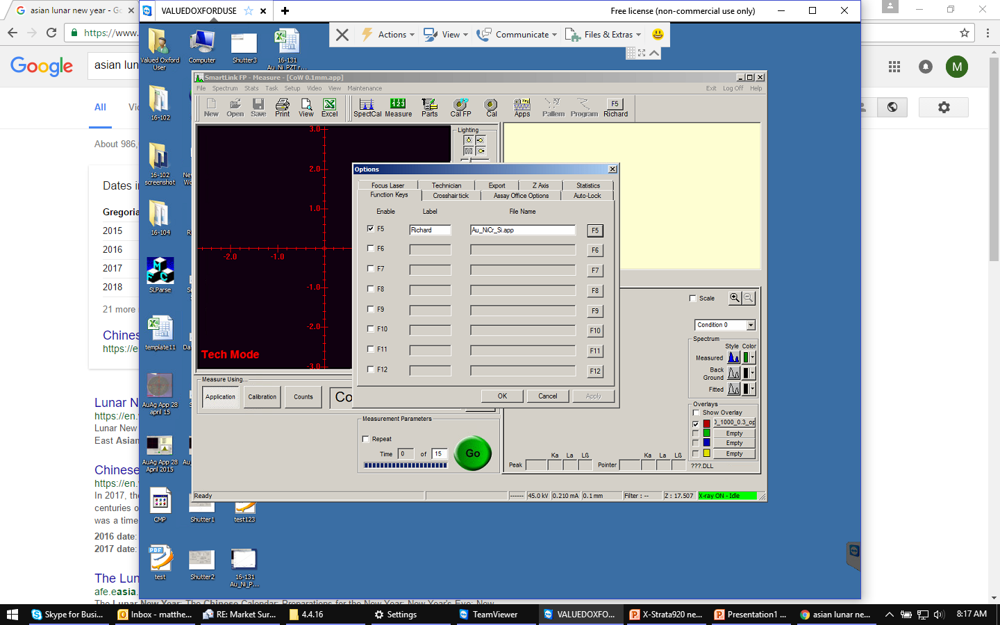 asian lunar new year - Go
VALUEDOXFORDUSE
Free license (non-commercial use only)
https://www.
Actions
View
Communicate
Files & Extras
Google
asian lun
M
All
Vi
About 986,
Dates in
Gregoria
2015
2016
2017
2018
21 more
Chines
https://e
Lunar N
https://en.
Lunar New
East Asian
Chinese
https://en.
In 2017, the
centuries o
was a time
2016 date:
2017 date:
The Lun
afe.easia.
The Lunar New Year: The Chinese Calendar: Preparations for the New Year: New Year's Eve: New
Valued Oxford User
Computer
Shutter3
16-131 Au_Ni_PZT r...
16-102
16-102 screenshot
16-104
SLParse
template11
AuAg App 28 april 15
AuAg App 28 April 2015
CMP
Shutter1
test123
PDF
test
Shutter2
16-131 Au_Ni_P...
SmartLink FP - Measure - [CoW 0.1mm.app]
File Spectrum Stats Task Setup Video View Maintenance
Exit Log Off Help
New Open Save Print View Excel SpectCal Measure Parts Cal FP Cal Apps Pattern Program
F5 Richard
Lighting
3.0
2.0
1.0
-2.0 -1.0
-1.0
-2.0
-3.0
Tech Mode
Options
Focus Laser Technician Export Z Axis Statistics
Function Keys Crosshair tick Assay Office Options Auto-Lock
Enable Label File Name
F5 Richard Au_NiCr_Si.app F5
F6 F6
F7 F7
F8 F8
F9 F9
F10 F10
F11 F11
F12 F12
OK Cancel Apply
Scale
Condition 0
Spectrum
Style Color
Measured
Back Ground
Fitted
Overlays
Show Overlay
_1000_0.3_op
Empty
Empty
Empty
???.DLL
Measure Using...
Application Calibration Counts Co
Measurement Parameters
Repeat
Time 0 of 15
Go
Ka La Lß Ka La Lß
Peak Pointer
Ready
------ 45.0 kV 0.210 mA 0.1 mm Filter : -- Z : 17.507 X-ray ON - Idle
Skype for Busi...
Inbox - matthe...
RE: Market Sur...
4.4.16
Settings
TeamViewer
VALUEDOXFO...
X-Strata920 ne...
Presentation1 ...
asian lunar ne...
8:17 AM